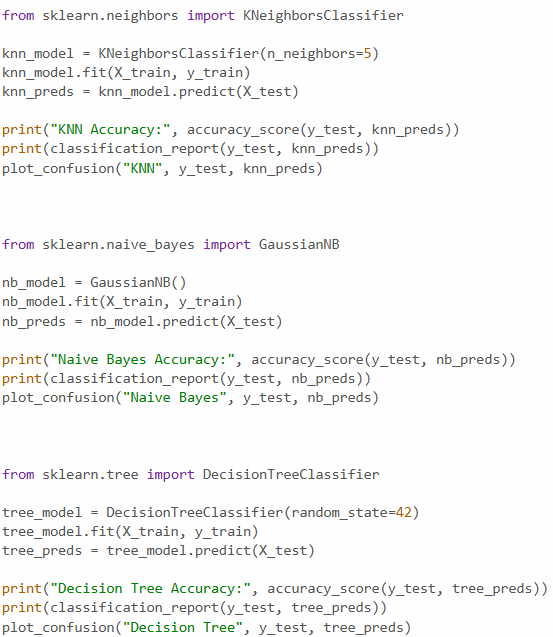 from sklearn.neighbors import KNeighborsClassifier
knn_model = KNeighborsClassifier(n_neighbors=5)
knn_model.fit(X_train, y_train)
knn_preds = knn_model.predict(X_test)
print("KNN Accuracy:", accuracy_score(y_test, knn_preds))
print(classification_report(y_test, knn_preds))
plot_confusion("KNN", y_test, knn_preds)
from sklearn.naive_bayes import GaussianNB
nb_model = GaussianNB()
nb_model.fit(X_train, y_train)
nb_preds = nb_model.predict(X_test)
print("Naive Bayes Accuracy:", accuracy_score(y_test, nb_preds))
print(classification_report(y_test, nb_preds))
plot_confusion("Naive Bayes", y_test, nb_preds)
from sklearn.tree import DecisionTreeClassifier
tree_model = DecisionTreeClassifier(random_state=42)
tree_model.fit(X_train, y_train)
tree_preds = tree_model.predict(X_test)
print("Decision Tree Accuracy:", accuracy_score(y_test, tree_preds))
print(classification_report(y_test, tree_preds))
plot_confusion("Decision Tree", y_test, tree_preds)